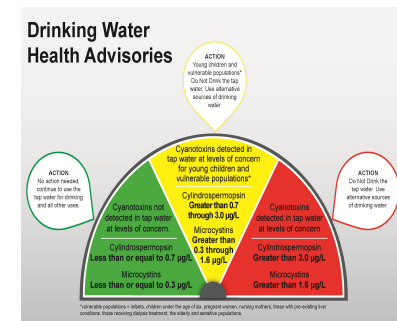 Drinking Water
Health Advisories
ACTION
Young children and
vulnerable populations*
Do Not Drink the tap
water. Use alternative
sources of drinking
water.
ACTION
No action needed,
continue to use the
tap water for drinking
and all other uses.
Cyanotoxins not
detected in tap water
at levels of concern.
Cylindrospermopsin
Less than or equal to 0.7 µg/L
Microcystins
Less than or equal to 0.3 µg/L
Cyanotoxins detected in
tap water at levels of concern
for young children and
vulnerable populations*
Cylindrospermopsin
Greater than 0.7
through 3.0 µg/L
Microcystins
Greater than
0.3 through
1.6 µg/L
Cyanotoxins
detected in tap water
at levels of concern
Cylindrospermopsin
Greater than 3.0 µg/L
Microcystins
Greater than 1.6 µg/L
ACTION
Do Not Drink the
tap water. Use
alternative sources
of drinking water
*vulnerable populations = infants, children under the age of six, pregnant women, nursing mothers, those with pre-existing liver
conditions, those receiving dialysis treatment, the elderly and sensitive populations.